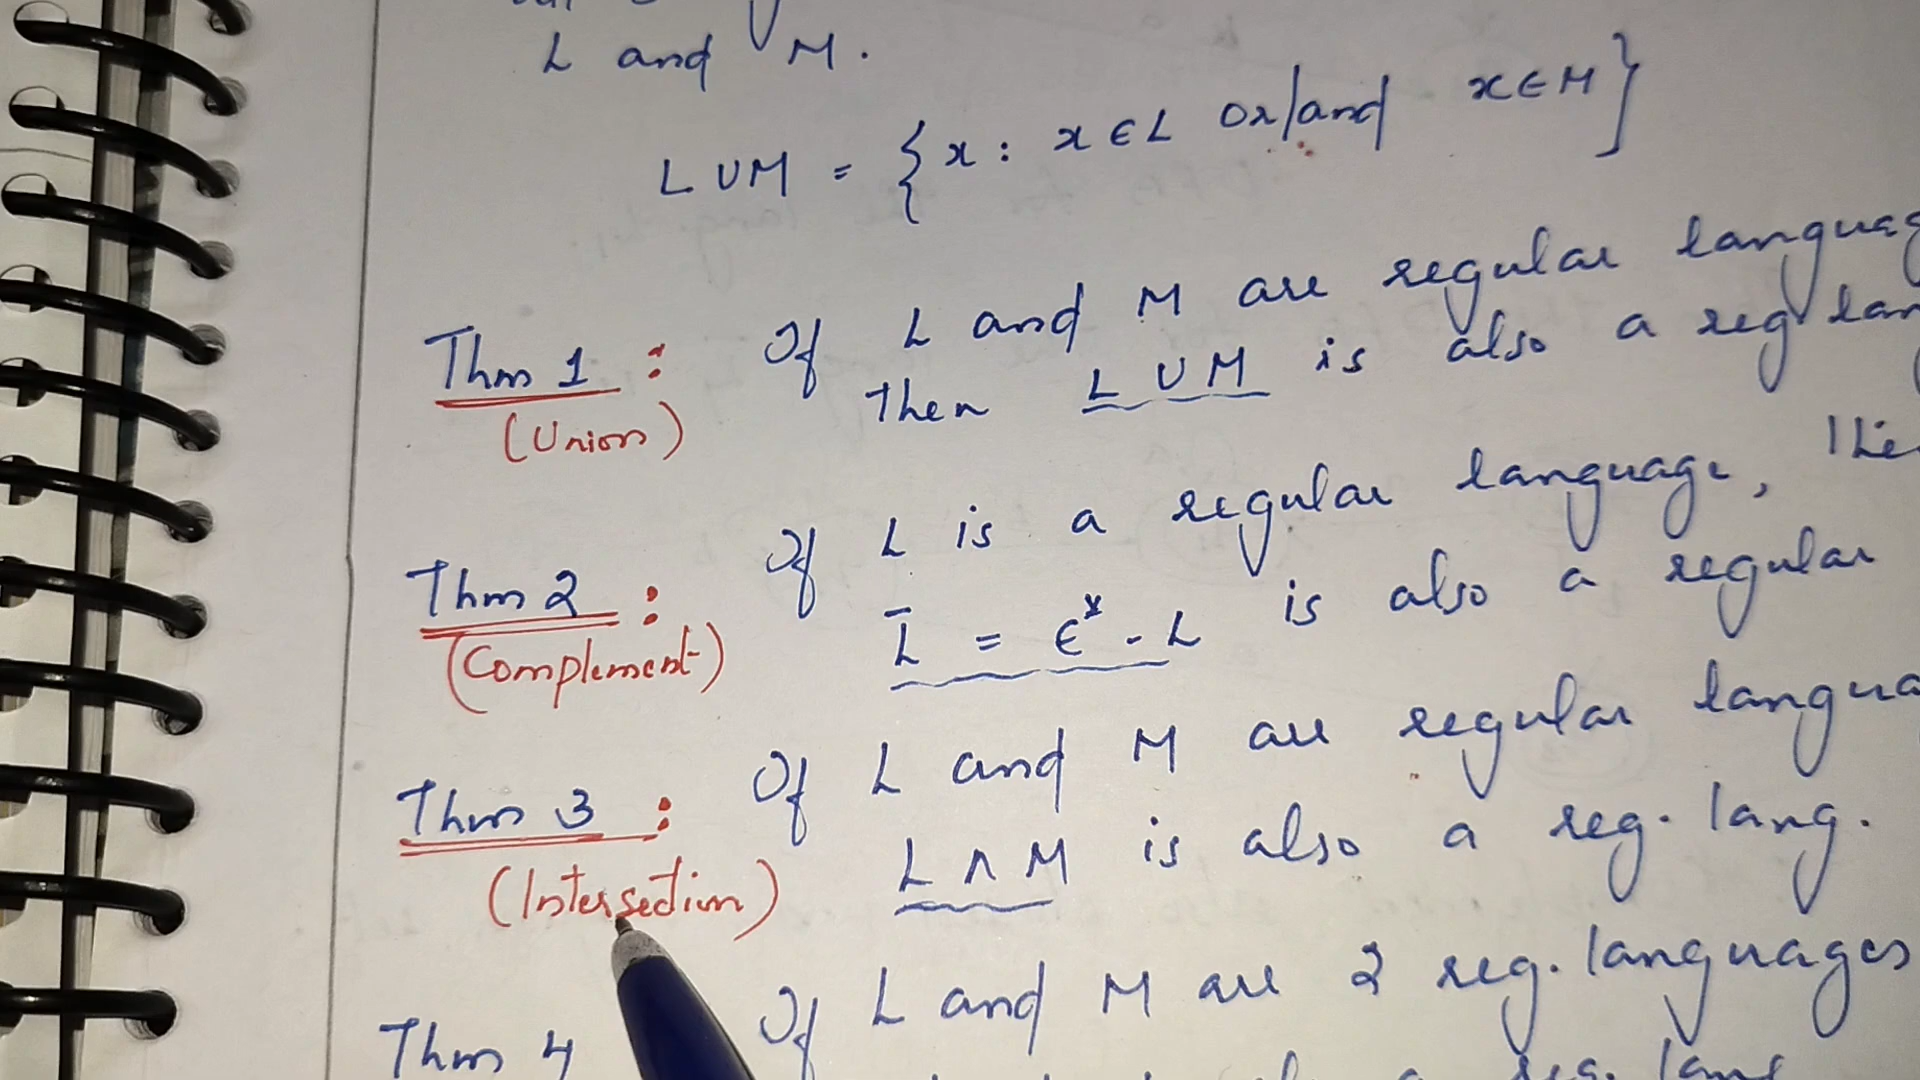 L and M.
L ∪ M = { x : x ∈ L or/and x ∈ M }
Thm 1 : If L and M are regular
(Union) then L ∪ M is also a reg
Thm 2 : If L is a regular language,
(Complement) L̄ = ϵ* - L is also a regular
Thm 3 : If L and M are regular
(Intersection) L ∩ M is also a reg. lang.
Thm 4 If L and M are 2 reg. languages